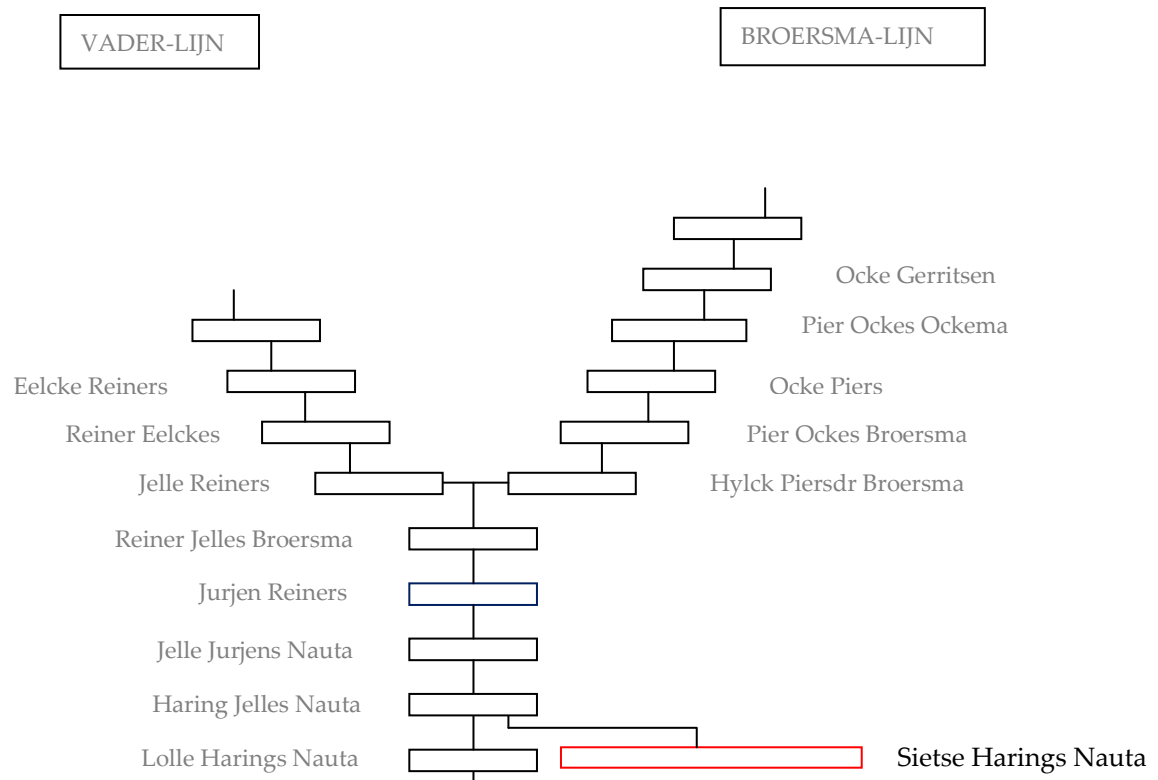 VADER-LIJN
BROERSMA-LIJN
Ocke Gerritsen
Pier Ockes Ockema
Eelcke Reiners
Ocke Piers
Reiner Eelckes
Pier Ockes Broersma
Jelle Reiners
Hylck Piersdr Broersma
Reiner Jelles Broersma
Jurjen Reiners
Jelle Jurjens Nauta
Haring Jelles Nauta
Lolle Harings Nauta
Sietse Harings Nauta